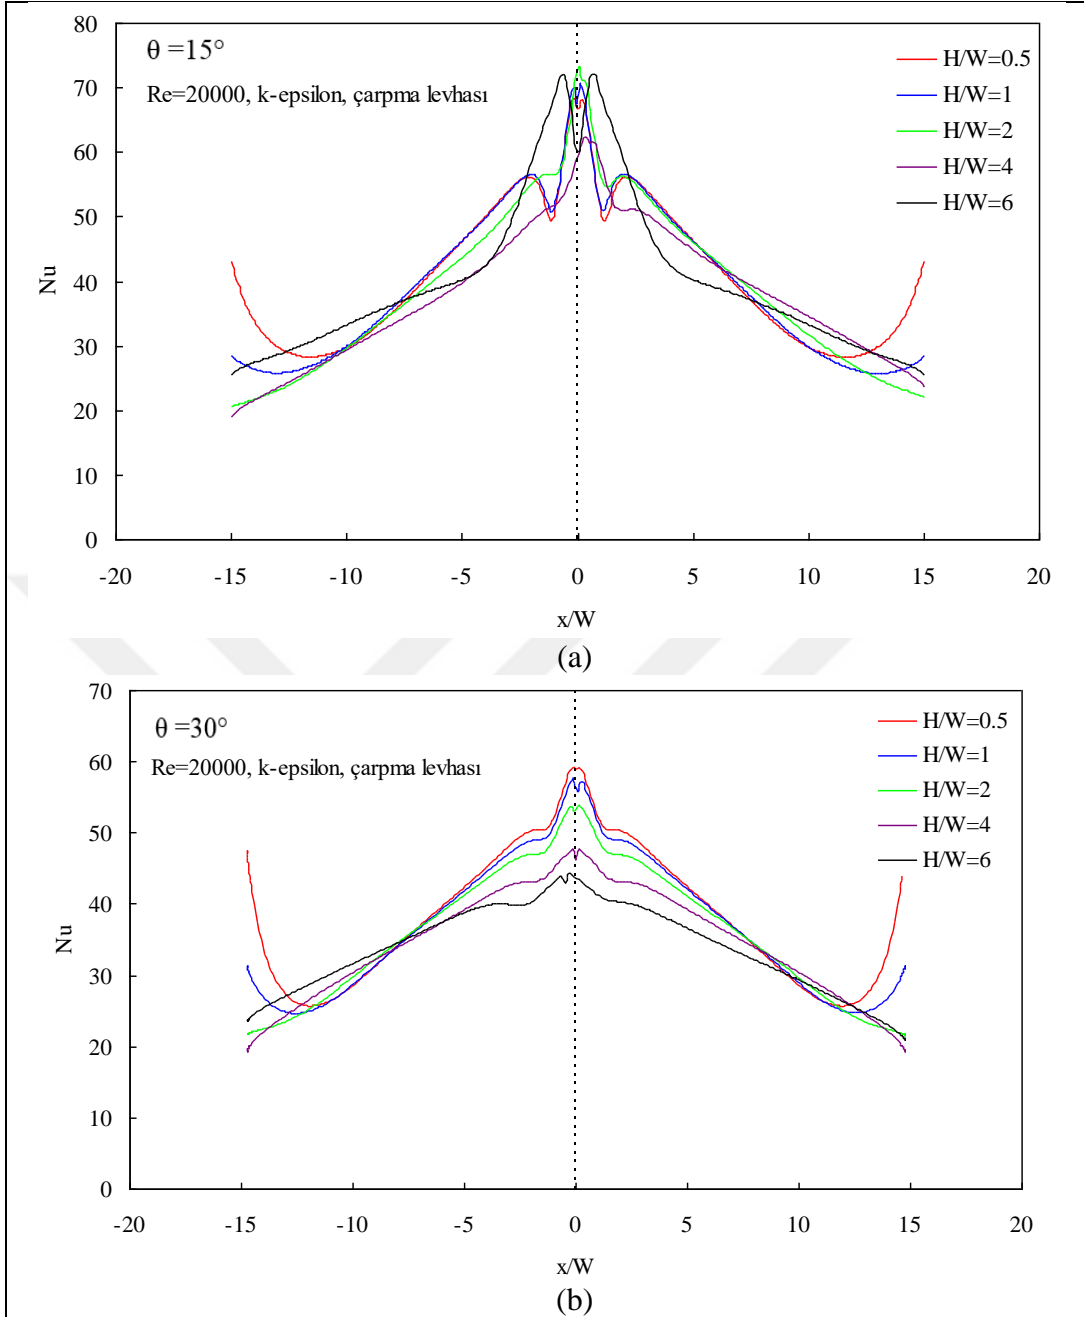 80
70
60
50
40
30
20
10
0
Nu
θ =15°
Re=20000, k-epsilon, çarpma levhası
H/W=0.5
H/W=1
H/W=2
H/W=4
H/W=6
-20 -15 -10 -5 0 5 10 15 20
x/W
(a)
70
60
50
40
30
20
10
0
Nu
θ =30°
Re=20000, k-epsilon, çarpma levhası
H/W=0.5
H/W=1
H/W=2
H/W=4
H/W=6
-20 -15 -10 -5 0 5 10 15 20
x/W
(b)